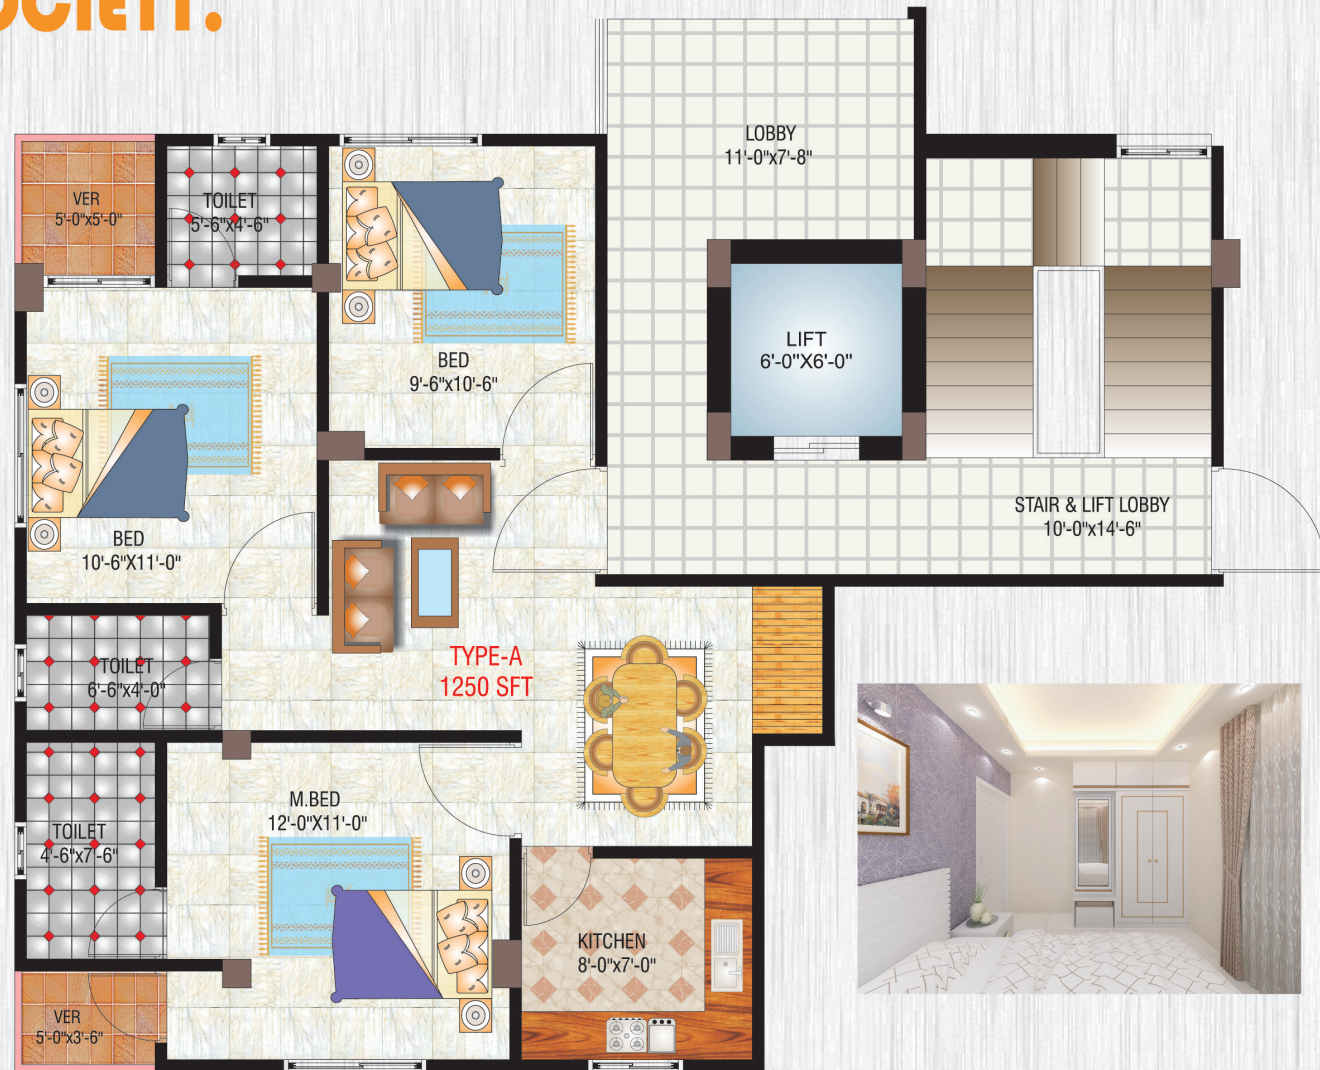 LOBBY
11'-0"x7'-8"
VER
5'-0"x5'-0"
TOILET
5'-6"x4'-6"
LIFT
6'-0"X6'-0"
BED
9'-6"x10'-6"
STAIR & LIFT LOBBY
10'-0"x14'-6"
BED
10'-6"X11'-0"
TYPE-A
1250 SFT
TOILET
6'-6"x4'-0"
M.BED
12'-0"X11'-0"
TOILET
4'-6"x7'-6"
KITCHEN
8'-0"x7'-0"
VER
5'-0"x3'-6"